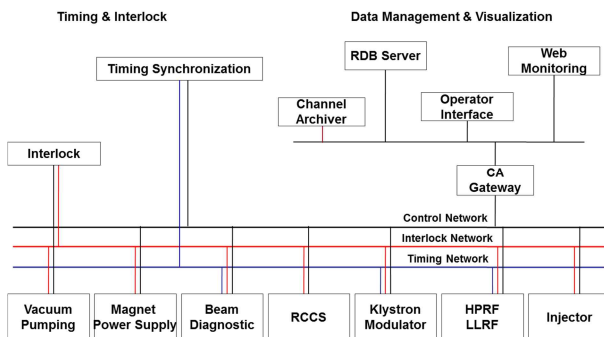 Timing & Interlock
Data Management & Visualization
Timing Synchronization
RDB Server
Web
Monitoring
Channel
Archiver
Operator
Interface
Interlock
CA
Gateway
Control Network
Interlock Network
Timing Network
Vacuum
Pumping
Magnet
Power Supply
Beam
Diagnostic
RCCS
Klystron
Modulator
HPRF
LLRF
Injector